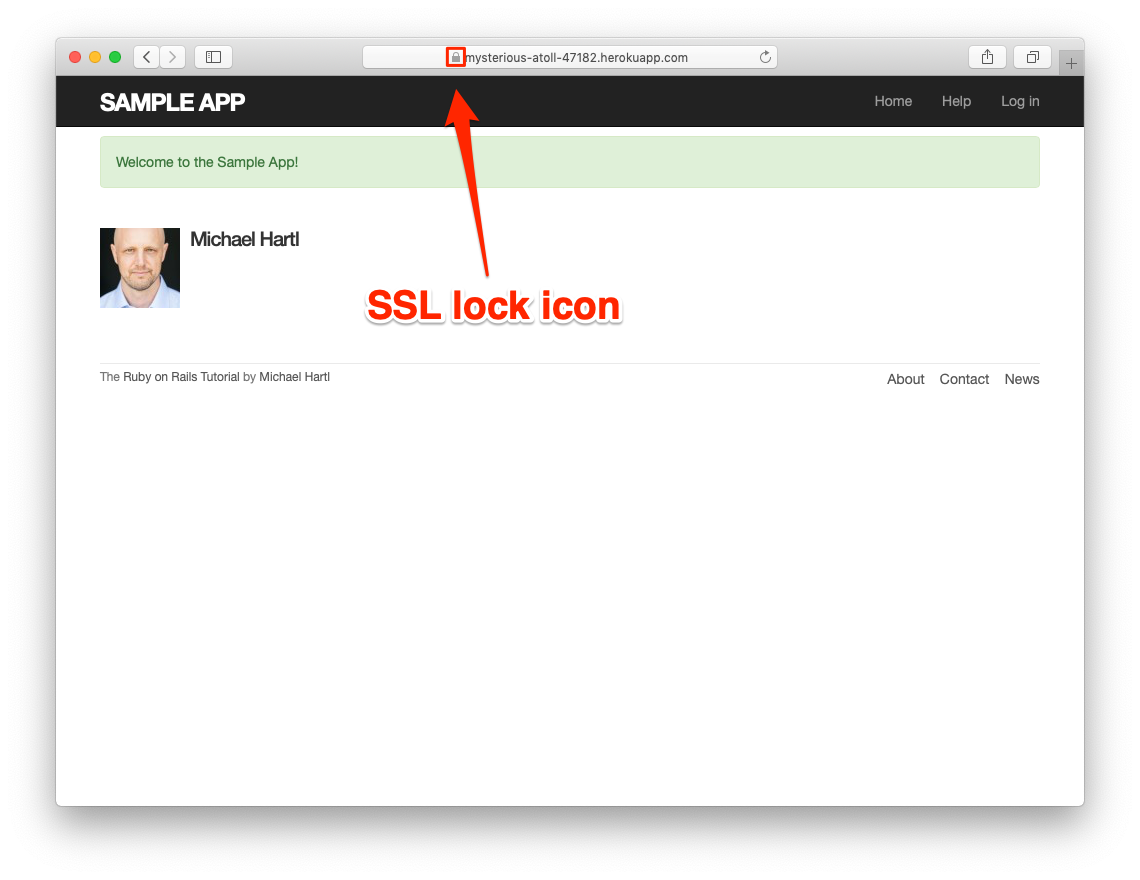 mysterious-atoll-47182.herokuapp.com
SAMPLE APP
Home Help Log in
Welcome to the Sample App!
Michael Hartl
SSL lock icon
The Ruby on Rails Tutorial by Michael Hartl
About Contact News